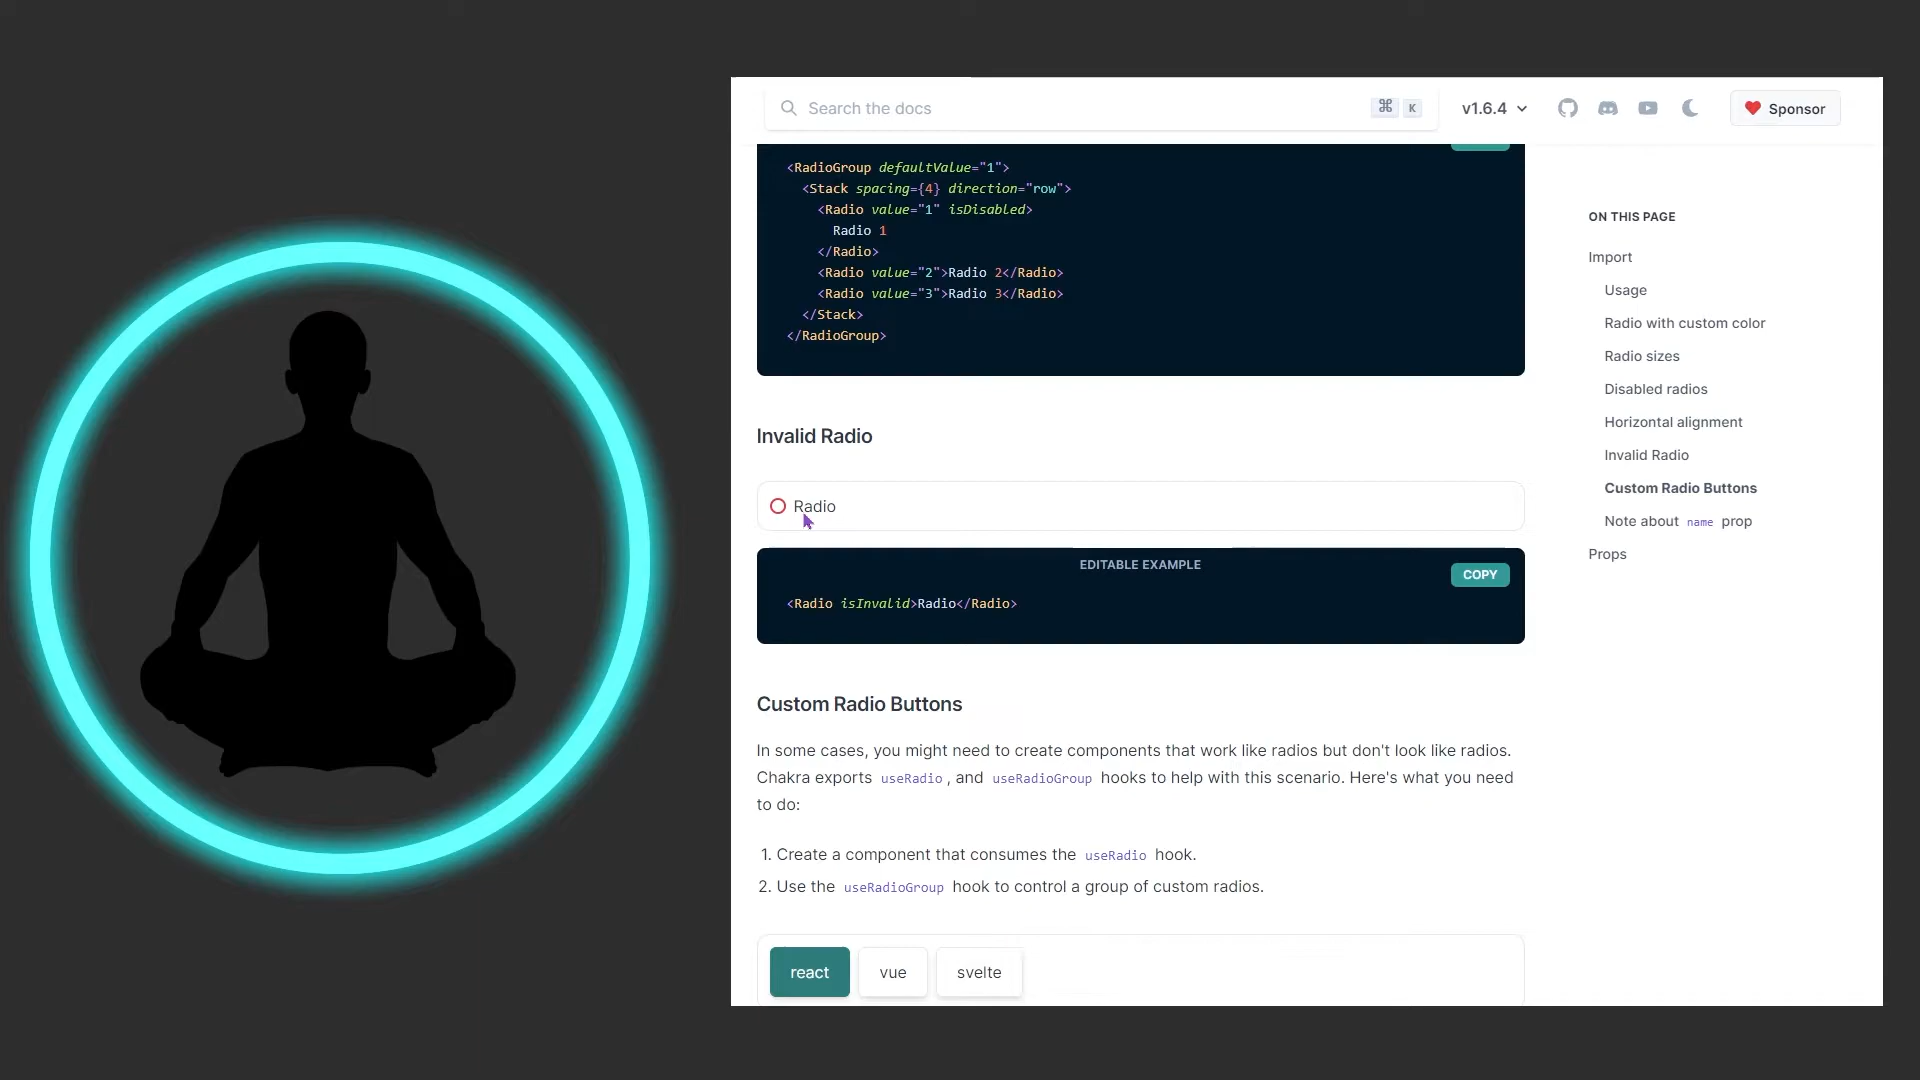 Search the docs
⌘ K
v1.6.4
Sponsor
<RadioGroup defaultValue="1">
<Stack spacing={4} direction="row">
<Radio value="1" isDisabled>
Radio 1
</Radio>
<Radio value="2">Radio 2</Radio>
<Radio value="3">Radio 3</Radio>
</Stack>
</RadioGroup>
Invalid Radio
Radio
EDITABLE EXAMPLE
COPY
<Radio isInvalid>Radio</Radio>
Custom Radio Buttons
In some cases, you might need to create components that work like radios but don't look like radios.
Chakra exports useRadio, and useRadioGroup hooks to help with this scenario. Here's what you need
to do:
1. Create a component that consumes the useRadio hook.
2. Use the useRadioGroup hook to control a group of custom radios.
react
vue
svelte
ON THIS PAGE
Import
Usage
Radio with custom color
Radio sizes
Disabled radios
Horizontal alignment
Invalid Radio
Custom Radio Buttons
Note about name prop
Props